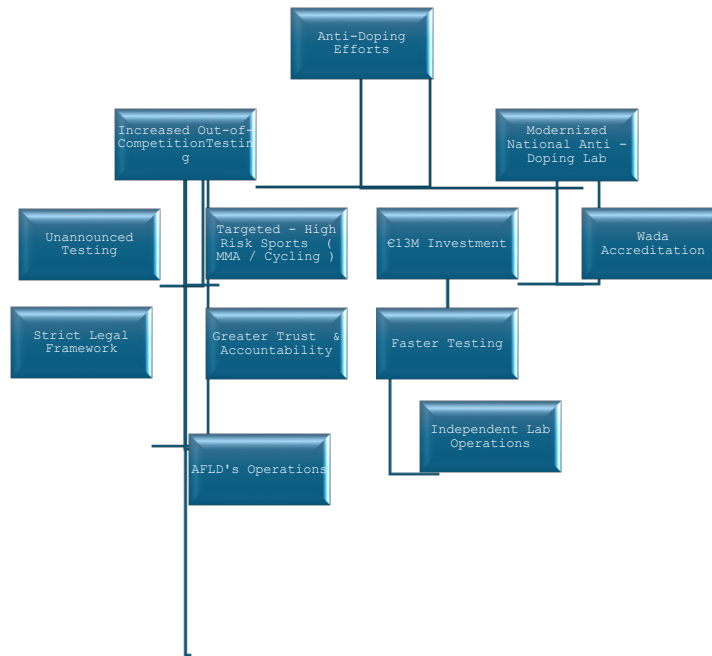 Anti-Doping
Efforts
Increased Out-of-
CompetitionTestin
g
Modernized
National Anti -
Doping Lab
Unannounced
Testing
Targeted - High
Risk Sports  (
MMA / Cycling )
€13M Investment
Wada
Accreditation
Strict Legal
Framework
Greater Trust  &
Accountability
Faster Testing
Independent Lab
Operations
AFLD's Operations